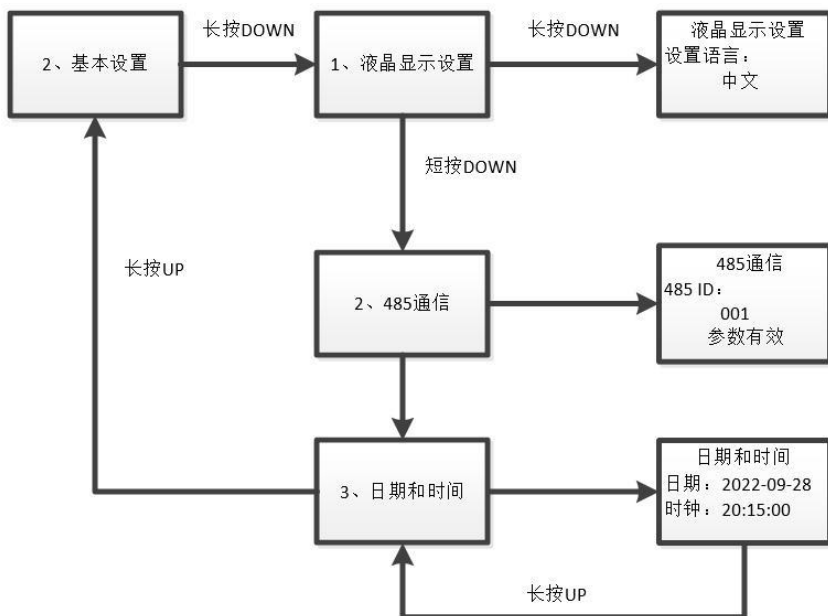 长按DOWN
长按DOWN
2、基本设置
1、液晶显示设置
液晶显示设置
设置语言：
中文
短按DOWN
长按UP
2、485通信
485通信
485 ID：
001
参数有效
3、日期和时间
日期和时间
日期：2022-09-28
时钟：20:15:00
长按UP